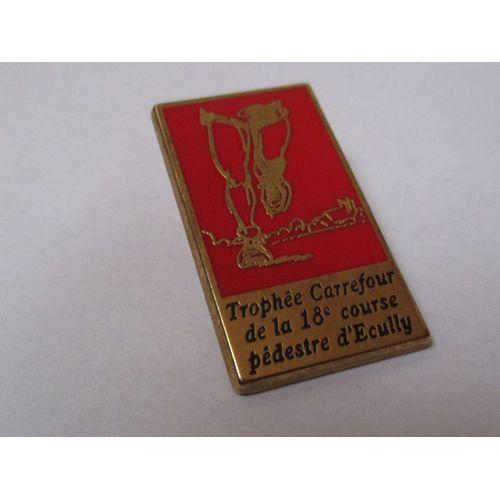 Trophée Carrefour
de la 18e course
pédestre d'Ecully